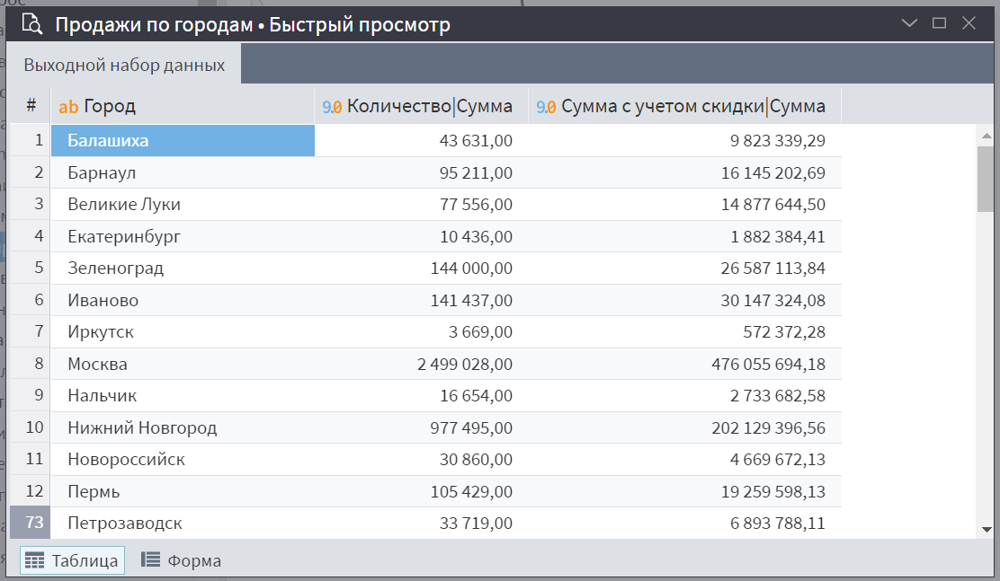 Продажи по городам • Быстрый просмотр
Выходной набор данных
# ab Город 9.0 Количество|Сумма 9.0 Сумма с учетом скидки|Сумма
1 Балашиха 43 631,00 9 823 339,29
2 Барнаул 95 211,00 16 145 202,69
3 Великие Луки 77 556,00 14 877 644,50
4 Екатеринбург 10 436,00 1 882 384,41
5 Зеленоград 144 000,00 26 587 113,84
6 Иваново 141 437,00 30 147 324,08
7 Иркутск 3 669,00 572 372,28
8 Москва 2 499 028,00 476 055 694,18
9 Нальчик 16 654,00 2 733 682,58
10 Нижний Новгород 977 495,00 202 129 396,56
11 Новороссийск 30 860,00 4 669 672,13
12 Пермь 105 429,00 19 259 598,13
73 Петрозаводск 33 719,00 6 893 788,11
Таблица Форма